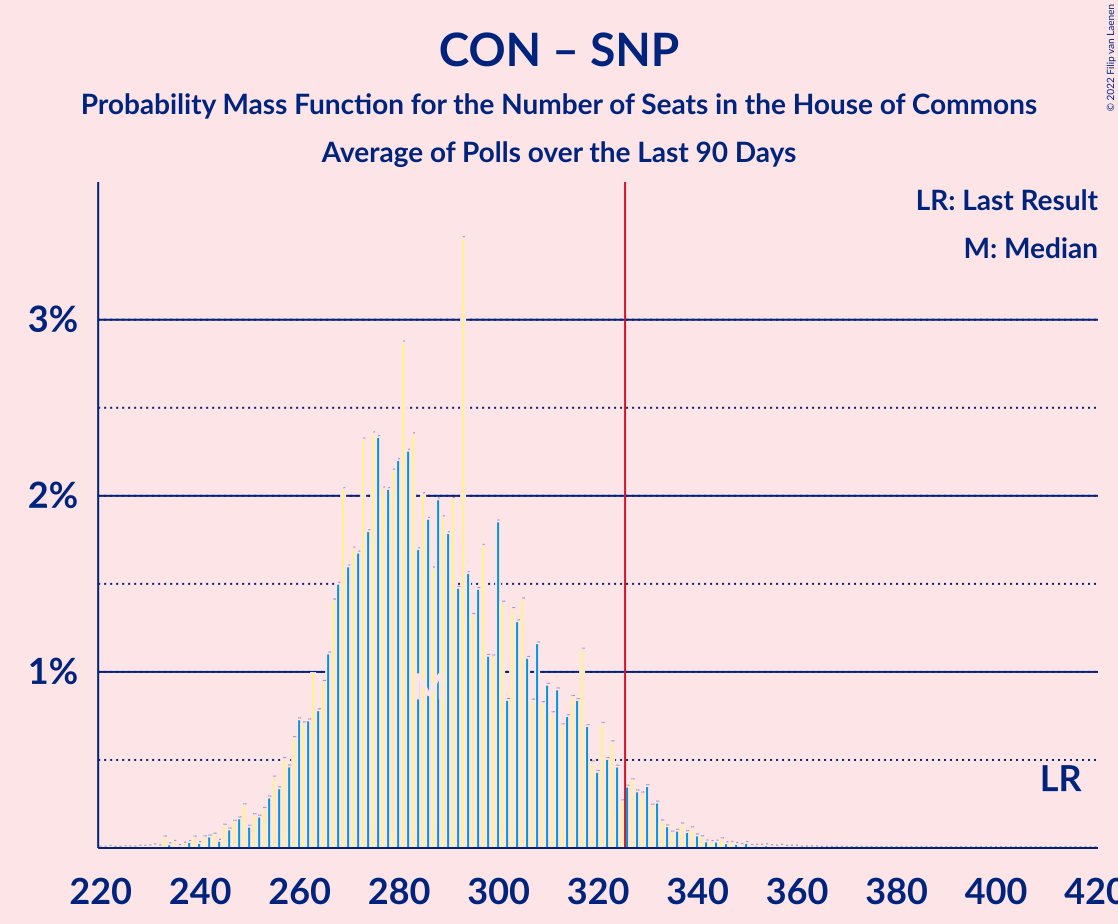 CON – SNP
Probability Mass Function for the Number of Seats in the House of Commons
Average of Polls over the Last 90 Days
© 2022 Filip van Laenen
LR: Last Result
M: Median
3%
2%
1%
M
LR
220 240 260 280 300 320 340 360 380 400 420